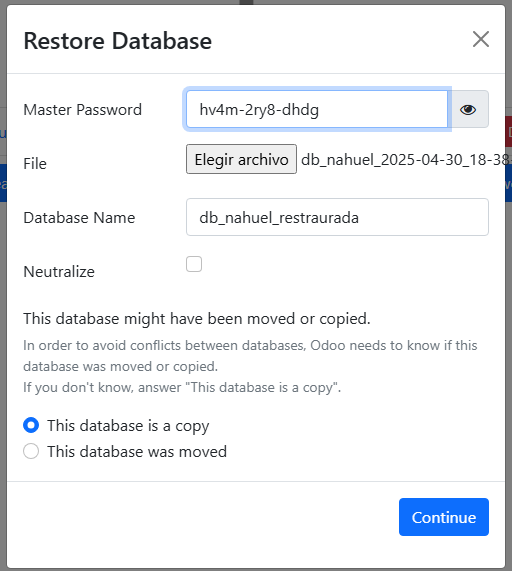 Restore Database
Master Password
hv4m-2ry8-dhdg
File
Elegir archivo db_nahuel_2025-04-30_18-38
Database Name
db_nahuel_restraurada
Neutralize
This database might have been moved or copied.
In order to avoid conflicts between databases, Odoo needs to know if this
database was moved or copied.
If you don't know, answer "This database is a copy".
This database is a copy
This database was moved
Continue